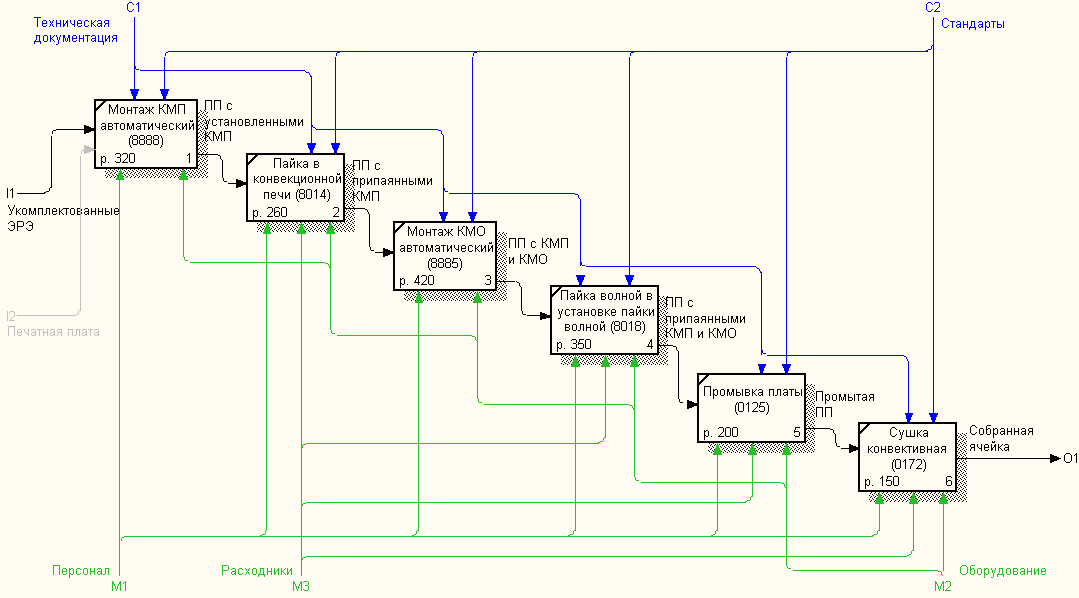 C1
C2
Техническая
документация
Стандарты
Монтаж КМП
автоматический
(8888)
р. 320
1
ПП с
установленными
КМП
I1
Укомплектованные
ЭРЭ
Пайка в
конвекционной
печи (8014)
р. 260
2
ПП с
припаянными
КМП
Монтаж КМО
автоматический
(8885)
р. 420
3
ПП с КМП
и КМО
I2
Печатная плата
Пайка волной в
установке пайки
волной (8018)
р. 350
4
ПП с
припаянными
КМП и КМО
Промывка платы
(0125)
р. 200
5
Промытая
ПП
Сушка
конвективная
(0172)
р. 150
6
Собранная
ячейка
O1
Персонал
M1
Расходники
M3
Оборудование
M2